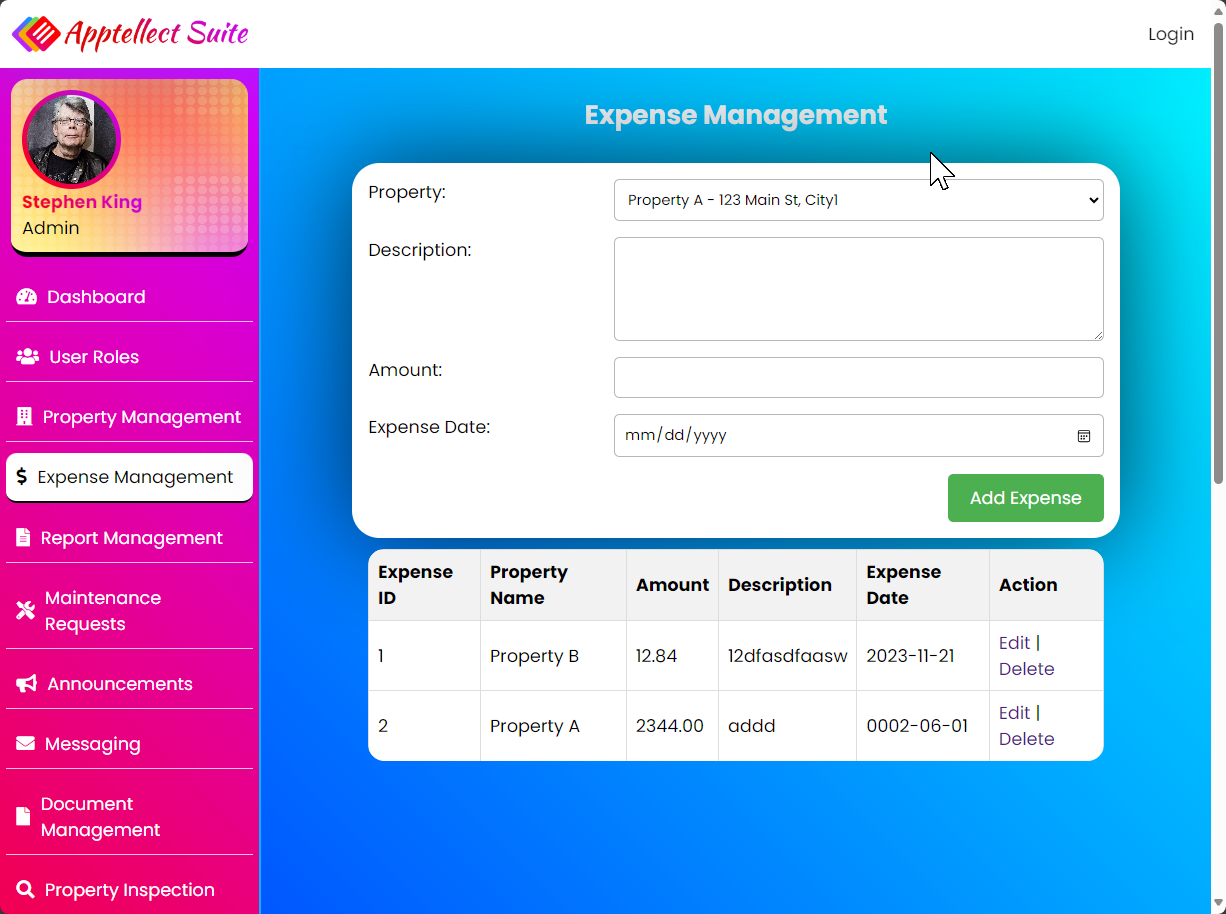 Apptellect Suite
Login
Stephen King
Admin
Dashboard
User Roles
Property Management
Expense Management
Report Management
Maintenance
Requests
Announcements
Messaging
Document
Management
Property Inspection
Expense Management
Property:
Property A - 123 Main St, City1
Description:
Amount:
Expense Date:
mm/dd/yyyy
Add Expense
Expense ID Property Name Amount Description Expense Date Action
1 Property B 12.84 12dfasdfaasw 2023-11-21 Edit | Delete
2 Property A 2344.00 addd 0002-06-01 Edit | Delete